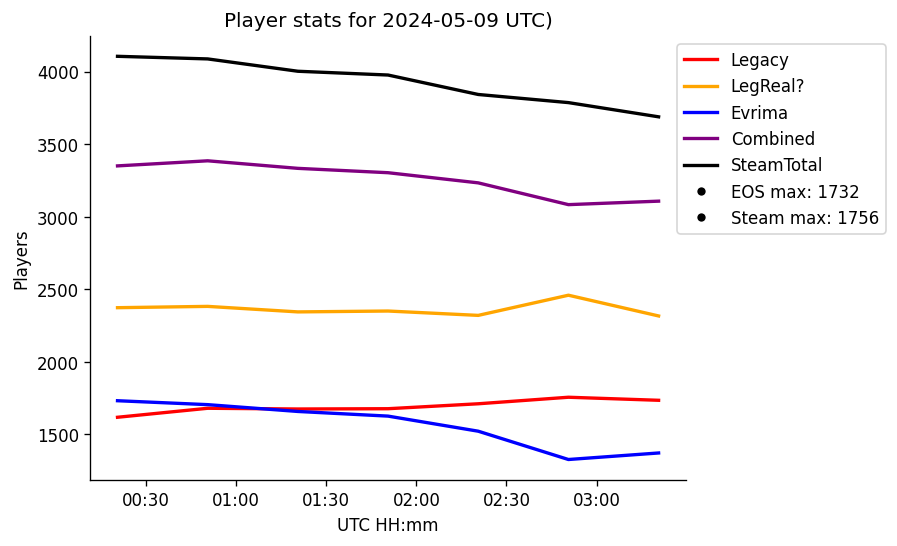 Player stats for 2024-05-09 UTC)
Legacy
LegReal?
Evrima
Combined
SteamTotal
EOS max: 1732
Steam max: 1756
Players
4000
3500
3000
2500
2000
1500
00:30 01:00 01:30 02:00 02:30 03:00
UTC HH:mm